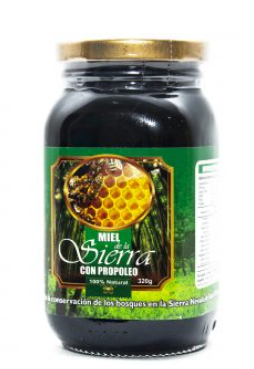 MIEL
de la
Sierra
CON PROPOLEO
100% Natural 320g
conservación de los bosques en la Sierra